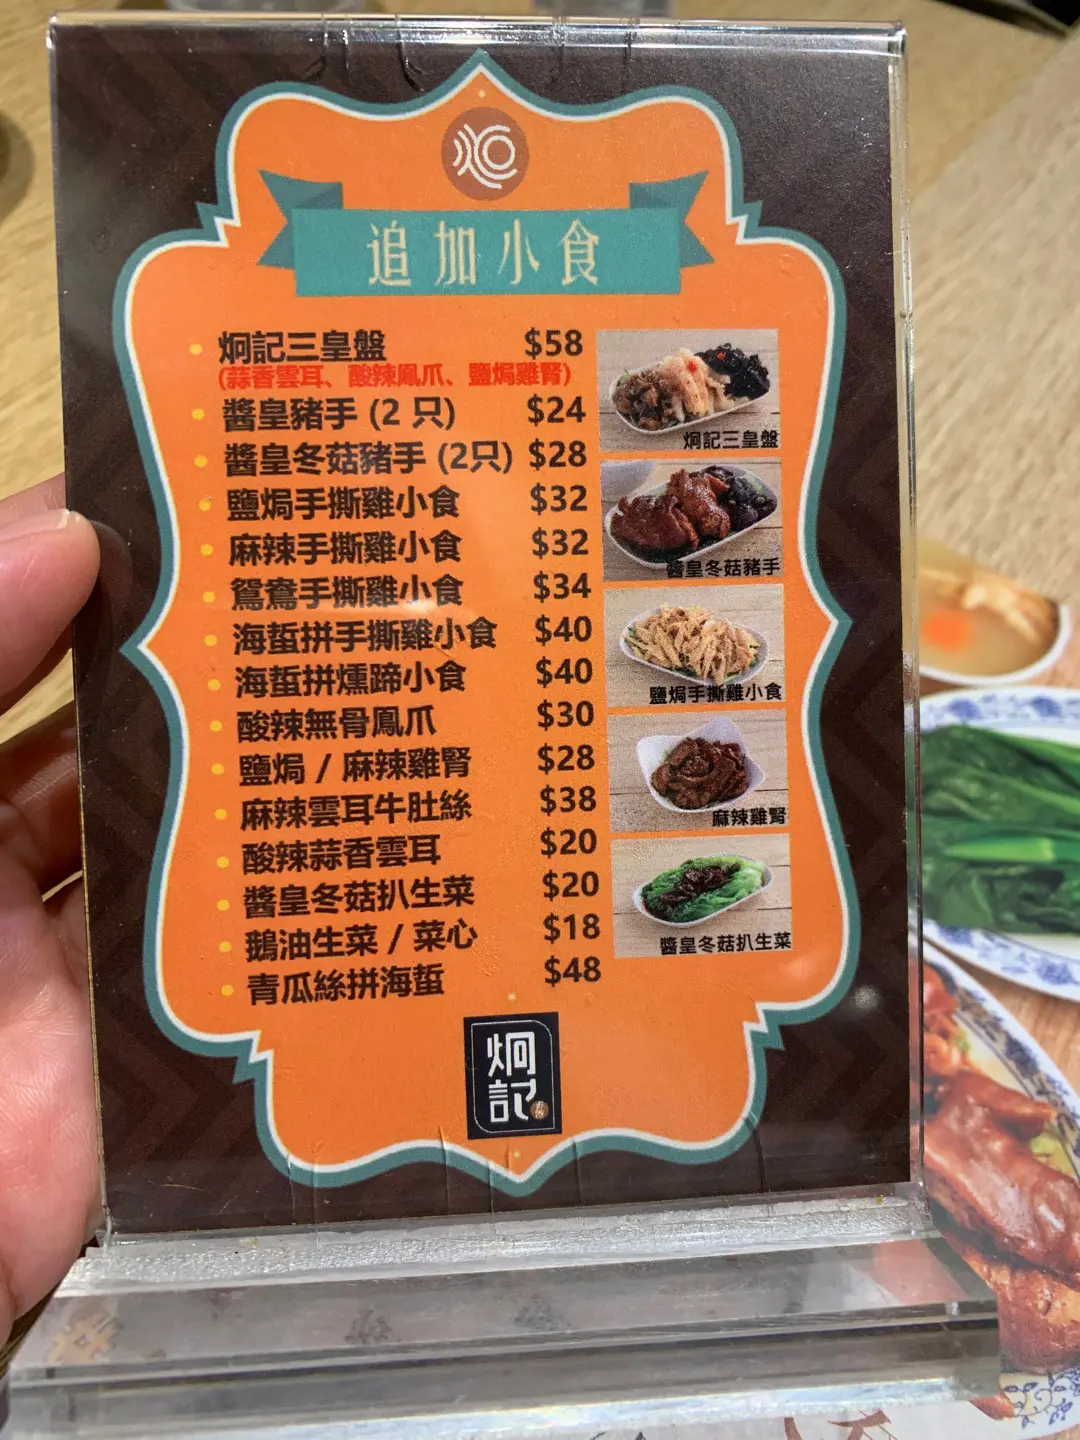 追加小食
炯記三皇盤 $58
(蒜香雲耳、酸辣鳳爪、鹽焗雞腎)
醬皇豬手 (2 只) $24
醬皇冬菇豬手 (2只) $28
鹽焗手撕雞小食 $32
麻辣手撕雞小食 $32
鴛鴦手撕雞小食 $34
海蜇拼手撕雞小食 $40
海蜇拼燻蹄小食 $40
酸辣無骨鳳爪 $30
鹽焗 / 麻辣雞腎 $28
麻辣雲耳牛肚絲 $38
酸辣蒜香雲耳 $20
醬皇冬菇扒生菜 $20
鵝油生菜 / 菜心 $18
青瓜絲拼海蜇 $48
炯記三皇盤
醬皇冬菇豬手
鹽焗手撕雞小食
麻辣雞腎
醬皇冬菇扒生菜
炯記